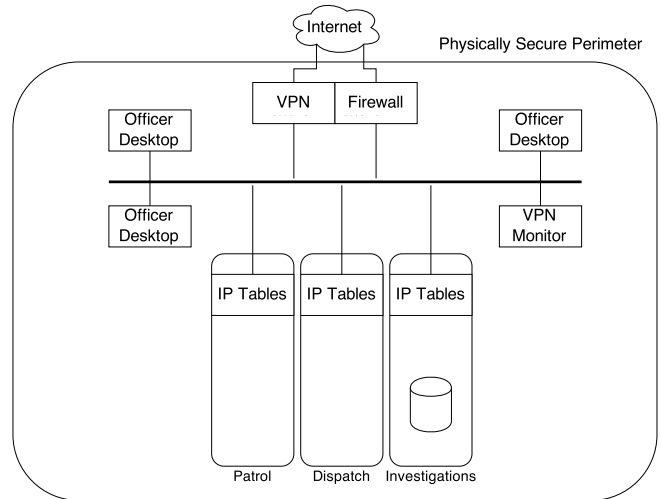 Internet
Physically Secure Perimeter
VPN
Firewall
Officer
Desktop
Officer
Desktop
Officer
Desktop
VPN
Monitor
IP Tables
IP Tables
IP Tables
Patrol
Dispatch
Investigations